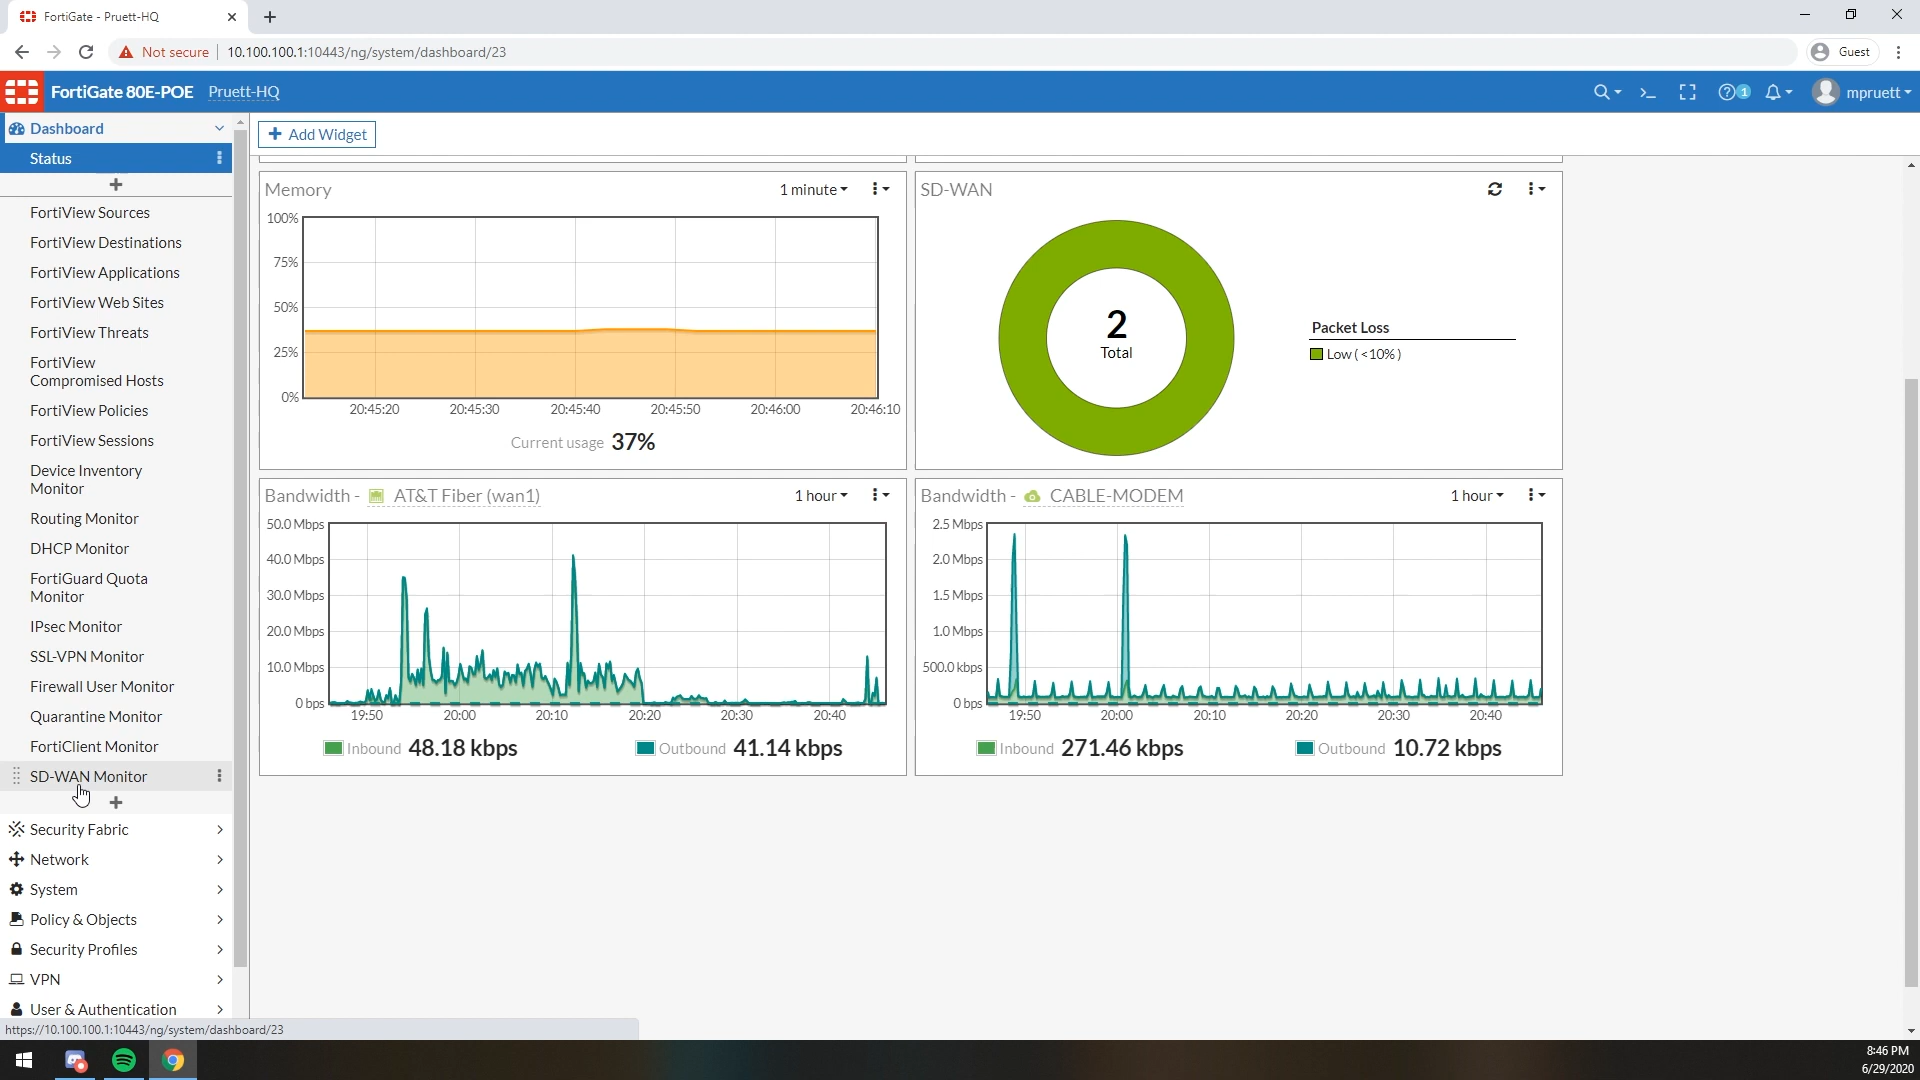 FortiGate - Pruett-HQ
Not secure
10.100.100.1:10443/ng/system/dashboard/23
Guest
FortiGate 80E-POE
Pruett-HQ
1
mpruett
Dashboard
Status
FortiView Sources
FortiView Destinations
FortiView Applications
FortiView Web Sites
FortiView Threats
FortiView
Compromised Hosts
FortiView Policies
FortiView Sessions
Device Inventory
Monitor
Routing Monitor
DHCP Monitor
FortiGuard Quota
Monitor
IPsec Monitor
SSL-VPN Monitor
Firewall User Monitor
Quarantine Monitor
FortiClient Monitor
SD-WAN Monitor
Security Fabric
Network
System
Policy & Objects
Security Profiles
VPN
User & Authentication
Add Widget
Memory
1 minute
100%
75%
50%
25%
0%
20:45:20 20:45:30 20:45:40 20:45:50 20:46:00 20:46:10
Current usage 37%
SD-WAN
2
Total
Packet Loss
Low (<10%)
Bandwidth - AT&T Fiber (wan1)
1 hour
50.0 Mbps
40.0 Mbps
30.0 Mbps
20.0 Mbps
10.0 Mbps
0 bps
19:50 20:00 20:10 20:20 20:30 20:40
Inbound 48.18 kbps
Outbound 41.14 kbps
Bandwidth - CABLE-MODEM
1 hour
2.5 Mbps
2.0 Mbps
1.5 Mbps
1.0 Mbps
500.0 kbps
0 bps
19:50 20:00 20:10 20:20 20:30 20:40
Inbound 271.46 kbps
Outbound 10.72 kbps
https://10.100.100.1:10443/ng/system/dashboard/23
8:46 PM
6/29/2020